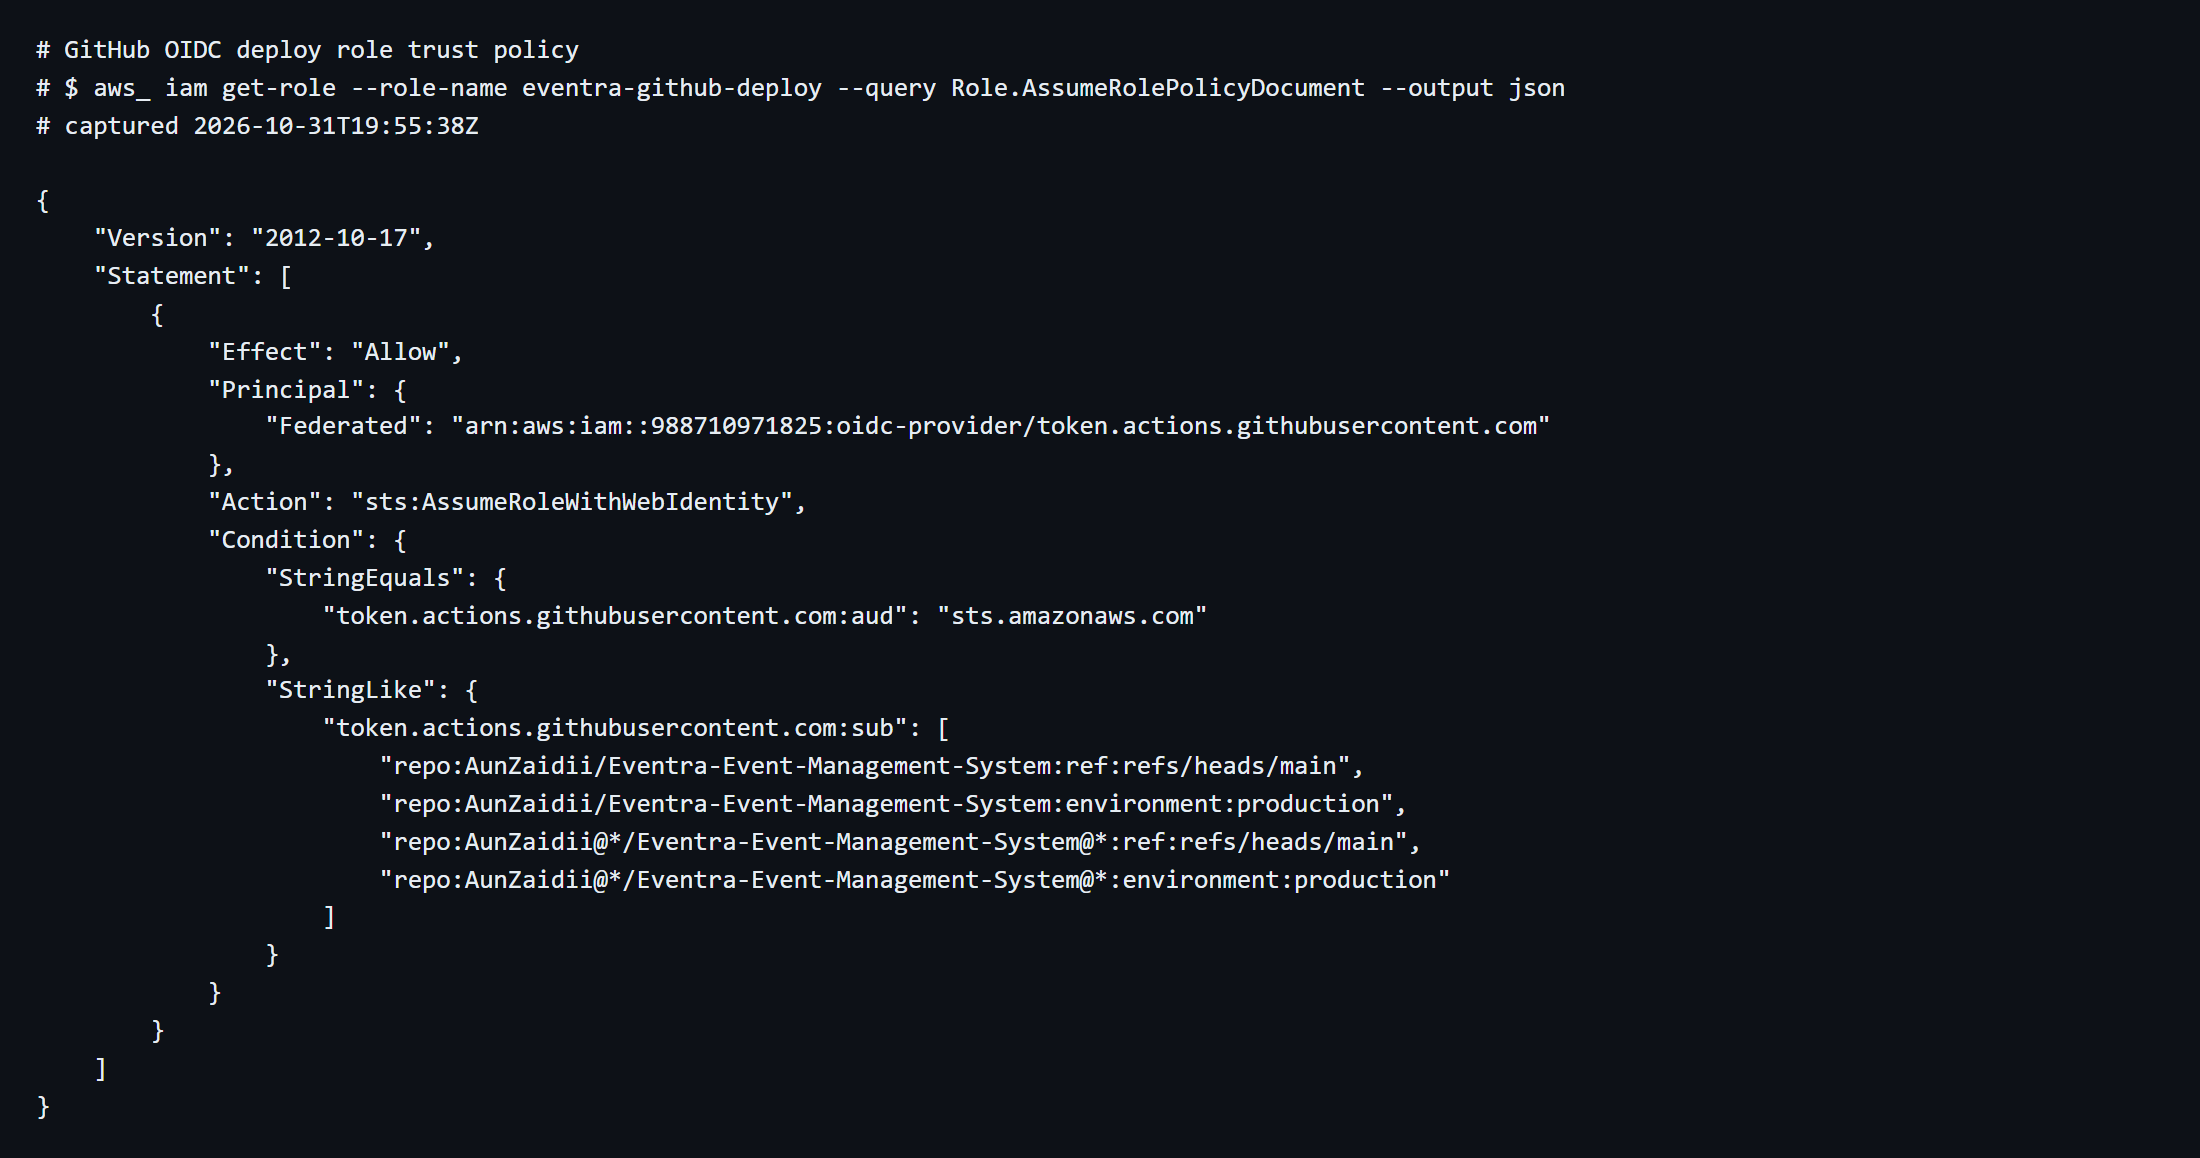 # GitHub OIDC deploy role trust policy
# $ aws_ iam get-role --role-name eventra-github-deploy --query Role.AssumeRolePolicyDocument --output json
# captured 2026-10-31T19:55:38Z

{
    "Version": "2012-10-17",
    "Statement": [
        {
            "Effect": "Allow",
            "Principal": {
                "Federated": "arn:aws:iam::988710971825:oidc-provider/token.actions.githubusercontent.com"
            },
            "Action": "sts:AssumeRoleWithWebIdentity",
            "Condition": {
                "StringEquals": {
                    "token.actions.githubusercontent.com:aud": "sts.amazonaws.com"
                },
                "StringLike": {
                    "token.actions.githubusercontent.com:sub": [
                        "repo:AunZaidii/Eventra-Event-Management-System:ref:refs/heads/main",
                        "repo:AunZaidii/Eventra-Event-Management-System:environment:production",
                        "repo:AunZaidii@*/Eventra-Event-Management-System@*:ref:refs/heads/main",
                        "repo:AunZaidii@*/Eventra-Event-Management-System@*:environment:production"
                    ]
                }
            }
        }
    ]
}